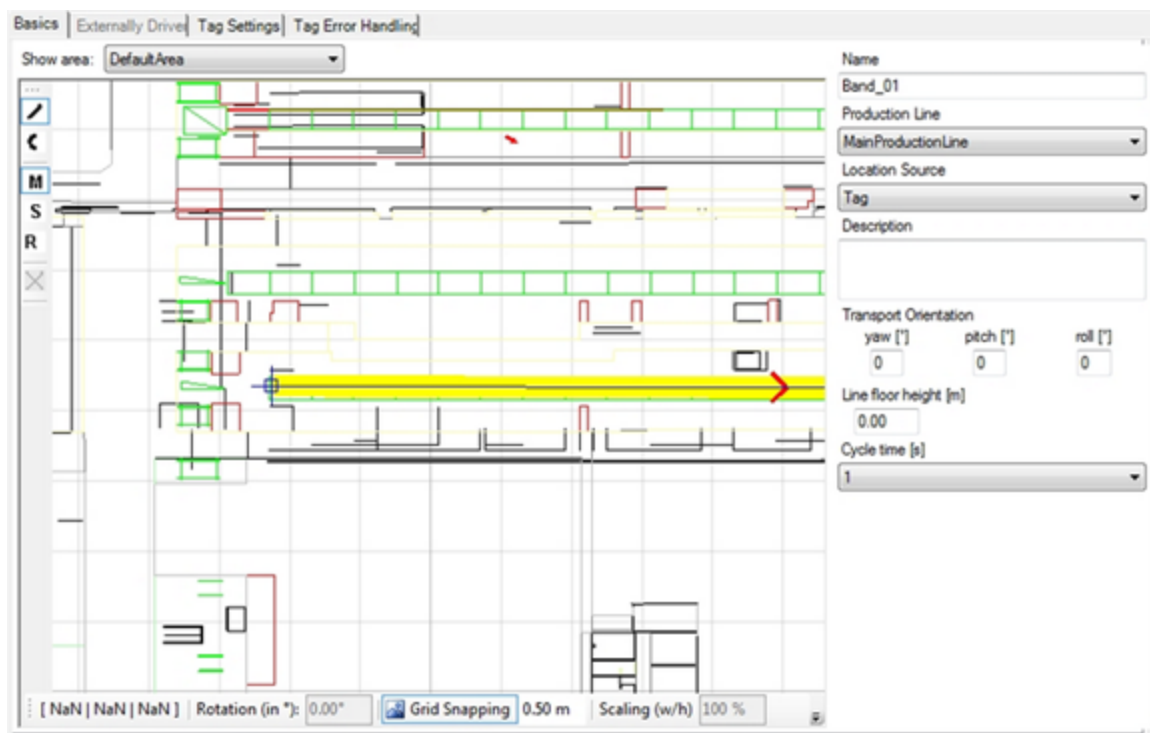 Basics Externally Driver Tag Settings Tag Error Handling
Show area: DefaultArea
M
S
R
[ NaN | NaN | NaN ] Rotation (in °): 0.00° Grid Snapping 0.50 m Scaling (w/h) 100 %
Name
Band_01
Production Line
MainProductionLine
Location Source
Tag
Description
Transport Orientation
yaw [°] pitch [°] roll [°]
0 0 0
Line floor height [m]
0.00
Cycle time [s]
1